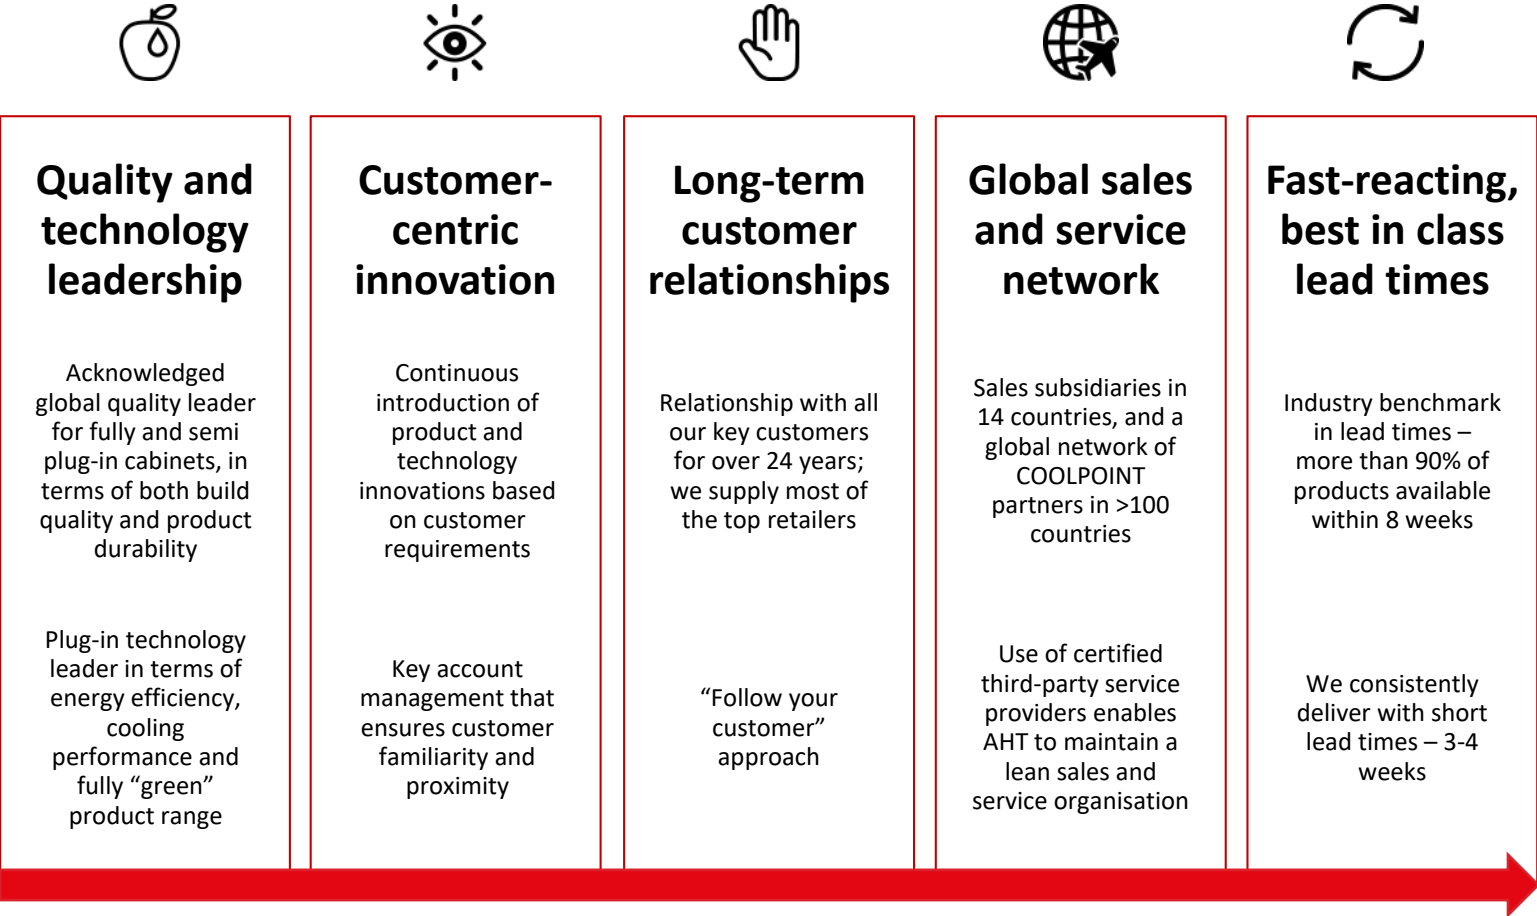 Quality and
technology
leadership
Acknowledged
global quality leader
for fully and semi
plug-in cabinets, in
terms of both build
quality and product
durability
Plug-in technology
leader in terms of
energy efficiency,
cooling
performance and
fully “green”
product range
Customer-
centric
innovation
Continuous
introduction of
product and
technology
innovations based
on customer
requirements
Key account
management that
ensures customer
familiarity and
proximity
Long-term
customer
relationships
Relationship with all
our key customers
for over 24 years;
we supply most of
the top retailers
“Follow your
customer”
approach
Global sales
and service
network
Sales subsidiaries in
14 countries, and a
global network of
COOLPOINT
partners in >100
countries
Use of certified
third-party service
providers enables
AHT to maintain a
lean sales and
service organisation
Fast-reacting,
best in class
lead times
Industry benchmark
in lead times –
more than 90% of
products available
within 8 weeks
We consistently
deliver with short
lead times – 3-4
weeks